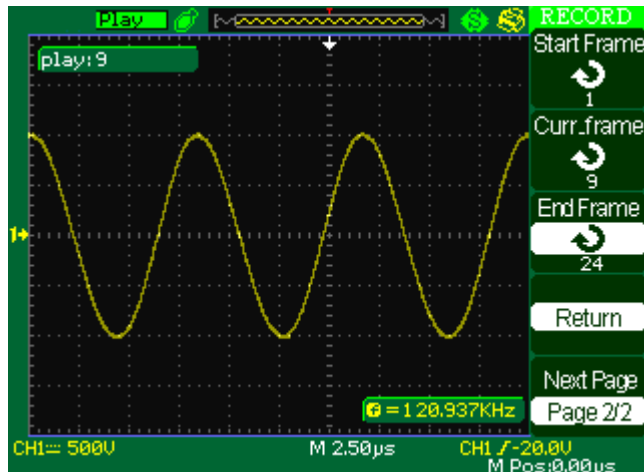 Play
RECORD
play:9
Start Frame
1
Curr_frame
9
End Frame
24
Return
Next Page
Page 2/2
1
f=120.937KHz
CH1 500V
M 2.50µs
CH1 -20.0V
M Pos:0.00µs